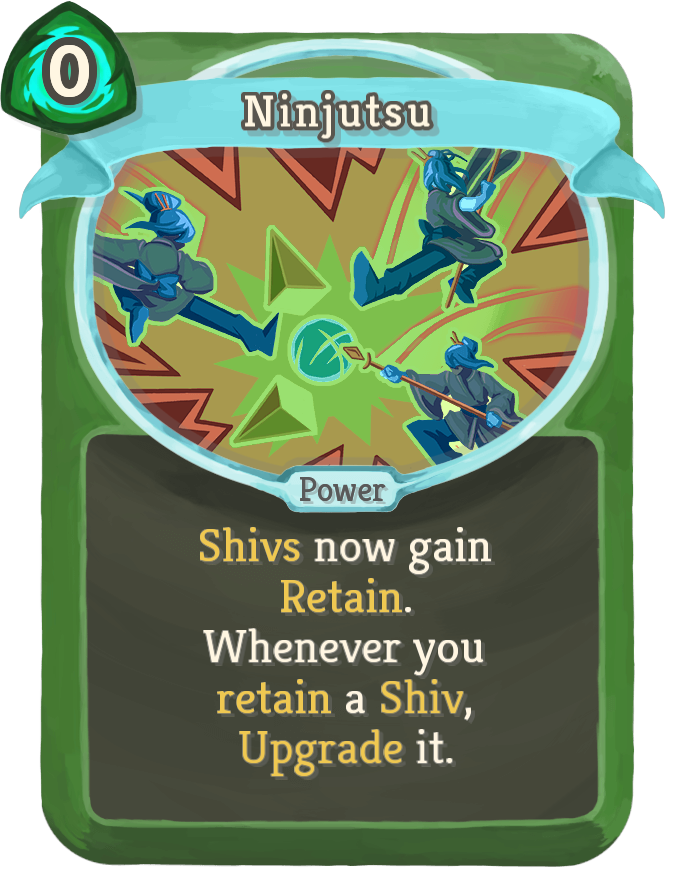 0
Ninjutsu
Power
Shivs now gain
Retain.
Whenever you
retain a Shiv,
Upgrade it.